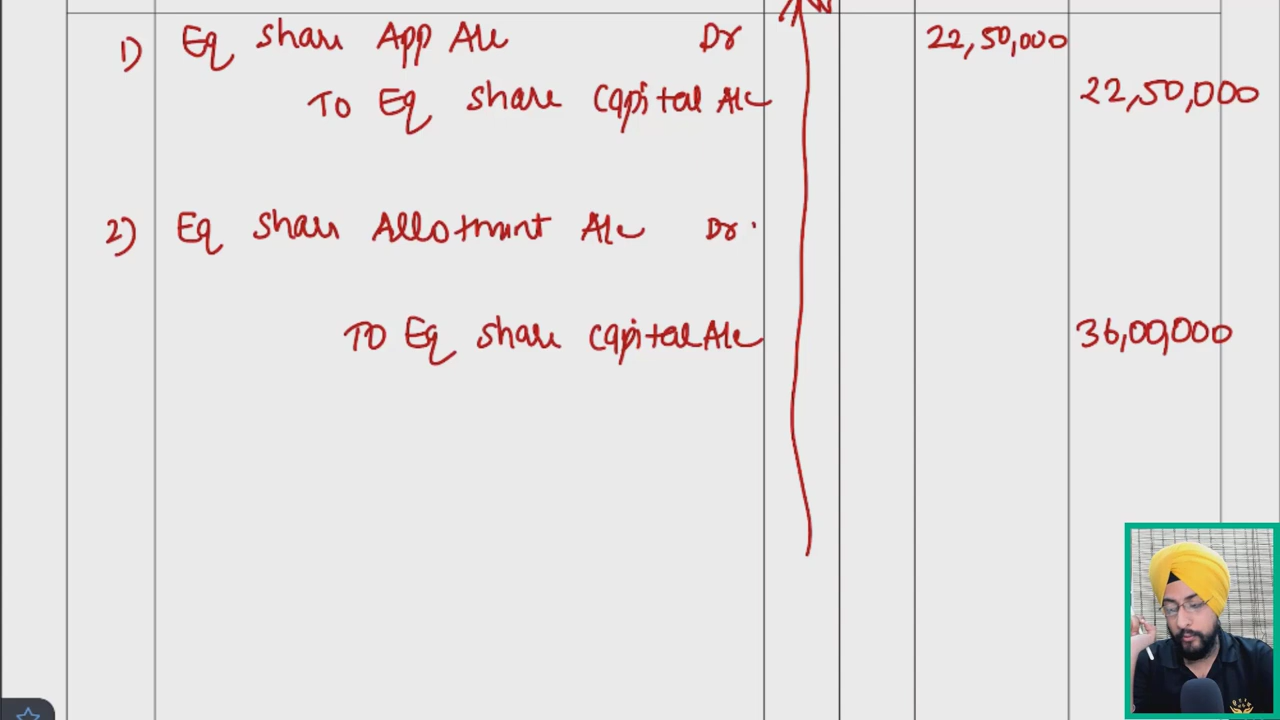 1) Eq share App A/c Dr 22,50,000
To Eq share Capital A/c 22,50,000
2) Eq share Allotment A/c Dr.
To Eq share Capital A/c 36,00,000